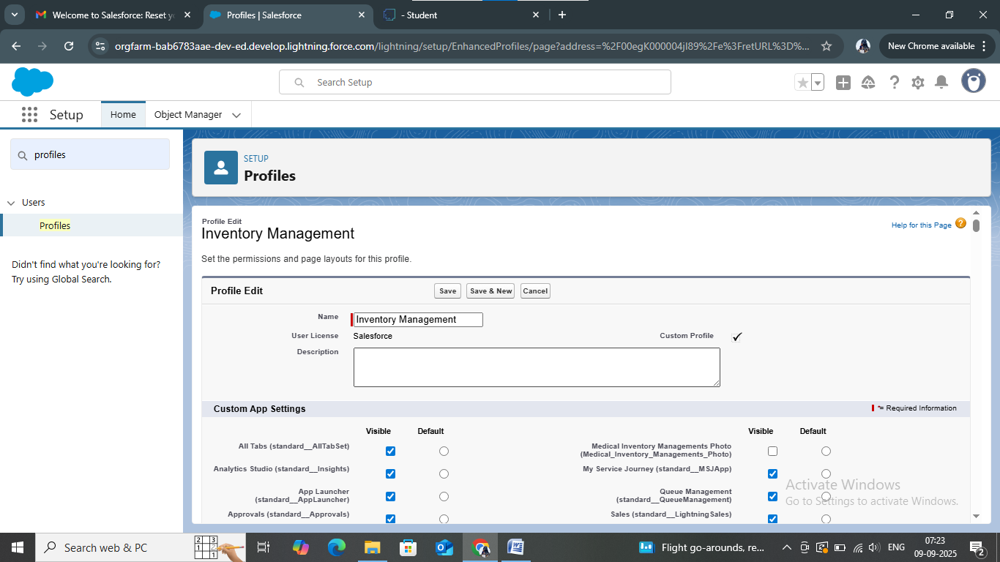 Welcome to Salesforce: Reset yo
Profiles | Salesforce
- Student
orgfarm-bab6783aae-dev-ed.develop.lightning.force.com/lightning/setup/EnhancedProfiles/page?address=%2F00egK000004jI89%2Fe%3FretURL%3D%...
New Chrome available
Search Setup
Setup
Home
Object Manager
profiles
Users
Profiles
Didn't find what you're looking for?
Try using Global Search.
SETUP
Profiles
Profile Edit
Inventory Management
Help for this Page
Set the permissions and page layouts for this profile.
Profile Edit
Save
Save & New
Cancel
Name
Inventory Management
User License
Salesforce
Custom Profile
Description
Custom App Settings
= Required Information
Visible
Default
Visible
Default
All Tabs (standard__AllTabSet)
Medical Inventory Managements Photo
(Medical_Inventory_Managements_Photo)
Analytics Studio (standard__Insights)
My Service Journey (standard__MSJApp)
App Launcher
(standard__AppLauncher)
Queue Management
(standard__QueueManagement)
Approvals (standard__Approvals)
Sales (standard__LightningSales)
Activate Windows
Go to Settings to activate Windows.
Search web & PC
Flight go-arounds, re...
ENG
07:23
09-09-2025
2